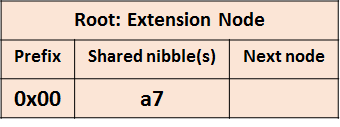 Root: Extension Node
Prefix Shared nibble(s) Next node
0x00 a7